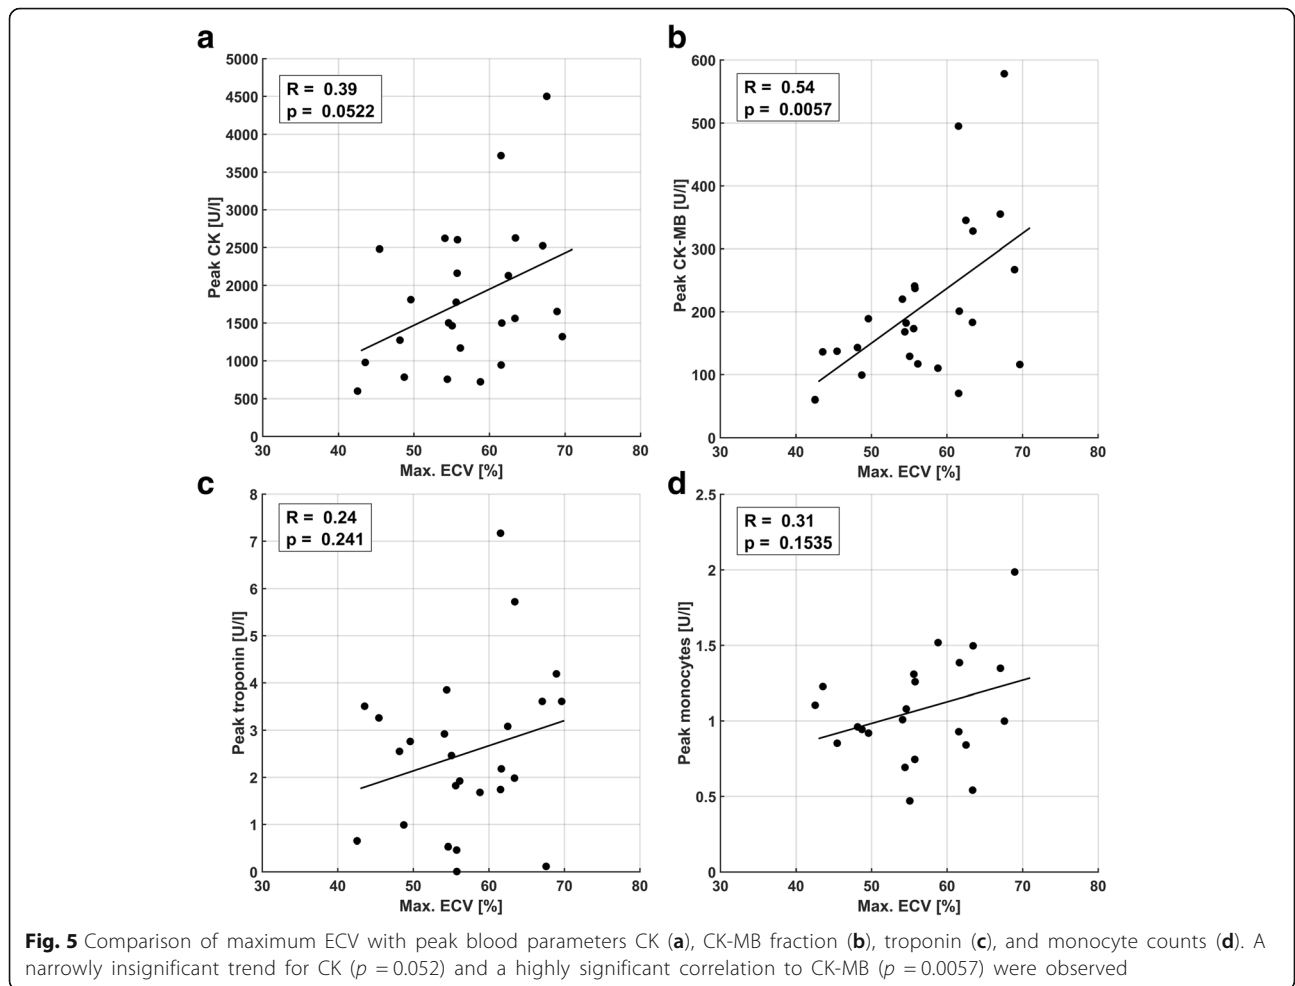 a
5000
4500
4000
3500
3000
2500
2000
1500
1000
500
0
Peak CK [U/l]
R = 0.39
p = 0.0522
30 40 50 60 70 80
Max. ECV [%]
b
600
500
400
300
200
100
0
Peak CK-MB [U/l]
R = 0.54
p = 0.0057
30 40 50 60 70 80
Max. ECV [%]
c
8
7
6
5
4
3
2
1
0
Peak troponin [U/l]
R = 0.24
p = 0.241
30 40 50 60 70 80
Max. ECV [%]
d
2.5
2
1.5
1
0.5
0
Peak monocytes [U/l]
R = 0.31
p = 0.1535
30 40 50 60 70 80
Max. ECV [%]
Fig. 5 Comparison of maximum ECV with peak blood parameters CK (a), CK-MB fraction (b), troponin (c), and monocyte counts (d). A
narrowly insignificant trend for CK (p = 0.052) and a highly significant correlation to CK-MB (p = 0.0057) were observed